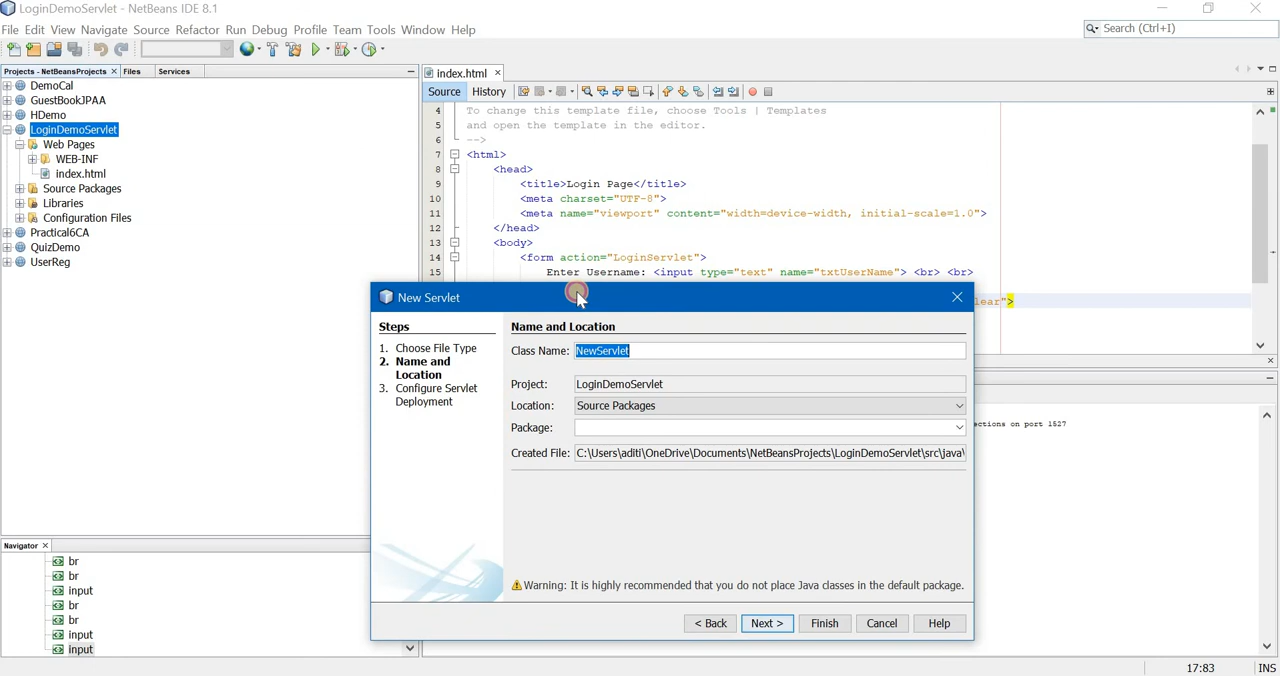 LoginDemoServlet - NetBeans IDE 8.1
File Edit View Navigate Source Refactor Run Debug Profile Team Tools Window Help
Search (Ctrl+I)
Projects - NetBeansProjects Files Services
DemoCal
GuestBookJPAA
HDemo
LoginDemoServlet
Web Pages
WEB-INF
index.html
Source Packages
Libraries
Configuration Files
Practical6CA
QuizDemo
UserReg
Navigator
br
br
input
br
br
input
input
index.html
Source History
4 To change this template file, choose Tools | Templates
5 and open the template in the editor.
6 -->
7 <html>
8 <head>
9 <title>Login Page</title>
10 <meta charset="UTF-8">
11 <meta name="viewport" content="width=device-width, initial-scale=1.0">
12 </head>
13 <body>
14 <form action="LoginServlet">
15 Enter Username: <input type="text" name="txtUserName"> <br> <br>
lear">
New Servlet
Steps
1. Choose File Type
2. Name and
Location
3. Configure Servlet
Deployment
Name and Location
Class Name: NewServlet
Project: LoginDemoServlet
Location: Source Packages
Package:
Created File: C:\Users\aditi\OneDrive\Documents\NetBeansProjects\LoginDemoServlet\src\java\
Warning: It is highly recommended that you do not place Java classes in the default package.
< Back Next > Finish Cancel Help
ections on port 1527
17:83 INS